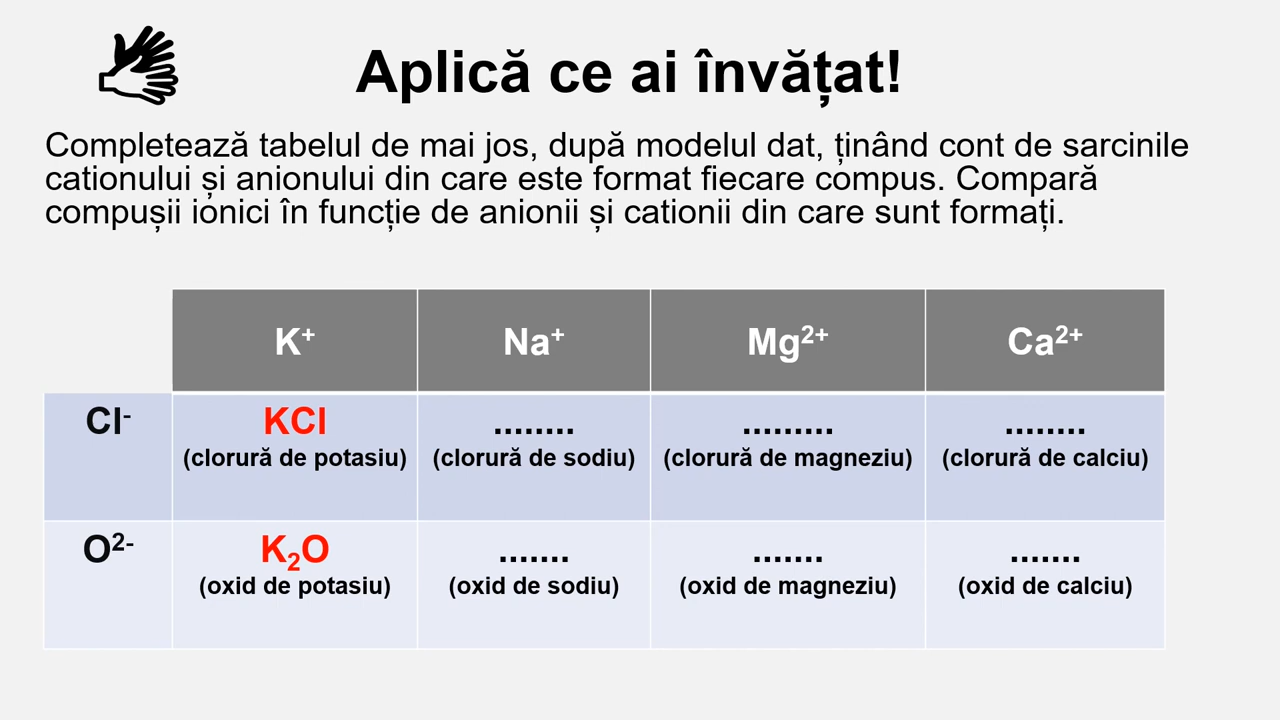 Aplică ce ai învățat!
Completează tabelul de mai jos, după modelul dat, ținând cont de sarcinile
cationului și anionului din care este format fiecare compus. Compară
compușii ionici în funcție de anionii și cationii din care sunt formați.
K⁺ Na⁺ Mg²⁺ Ca²⁺
Cl⁻ KCl ........ ......... ........
(clorură de potasiu) (clorură de sodiu) (clorură de magneziu) (clorură de calciu)
O²⁻ K₂O ....... ....... .......
(oxid de potasiu) (oxid de sodiu) (oxid de magneziu) (oxid de calciu)